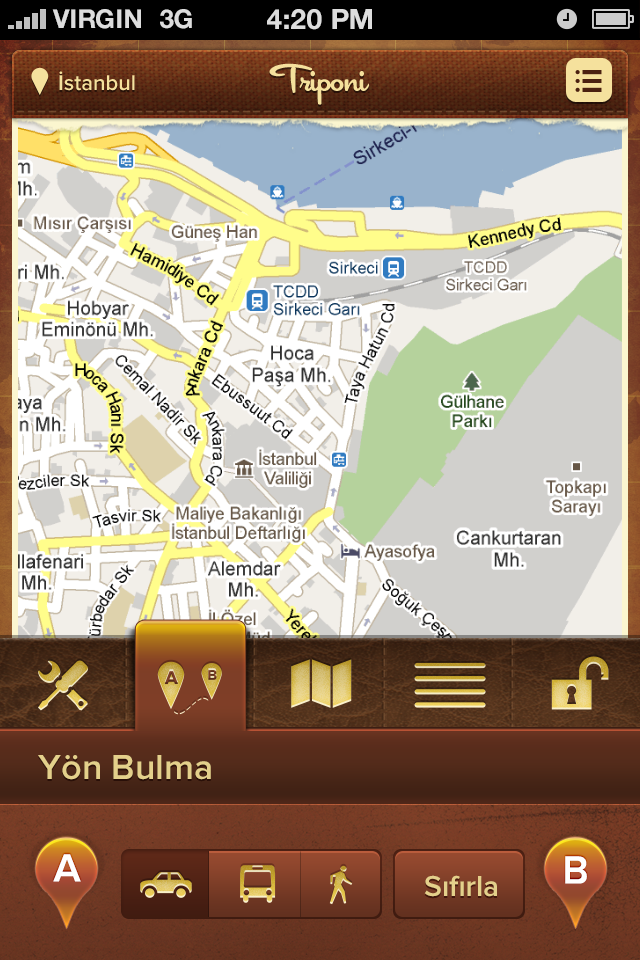 VIRGIN 3G 4:20 PM
İstanbul
Triponi
Sirkeci-
m
Mh.
Mısır Çarşısı
Güneş Han
Kennedy Cd
ri Mh.
Hamidiye Cd
Sirkeci
TCDD
Sirkeci Garı
TCDD
Sirkeci Garı
Hobyar
Eminönü Mh.
Ankara Cd
Hoca
Paşa Mh.
Taya Hatun Cd
Hoca Hanı Sk
Cemal Nadir Sk
Ebussuut Cd
Gülhane
Parkı
aya
n Mh.
Ankara Cd
İstanbul
Valiliği
ezciler Sk
Topkapı
Sarayı
Tasvir Sk
Maliye Bakanlığı
İstanbul Deftarlığı
Ayasofya
Cankurtaran
Mh.
llafenari
Mh.
Alemdar
Mh.
ürbedar Sk
Soğuk Çeşm
İl Özel
Yere
A
B
Yön Bulma
A
Sıfırla
B